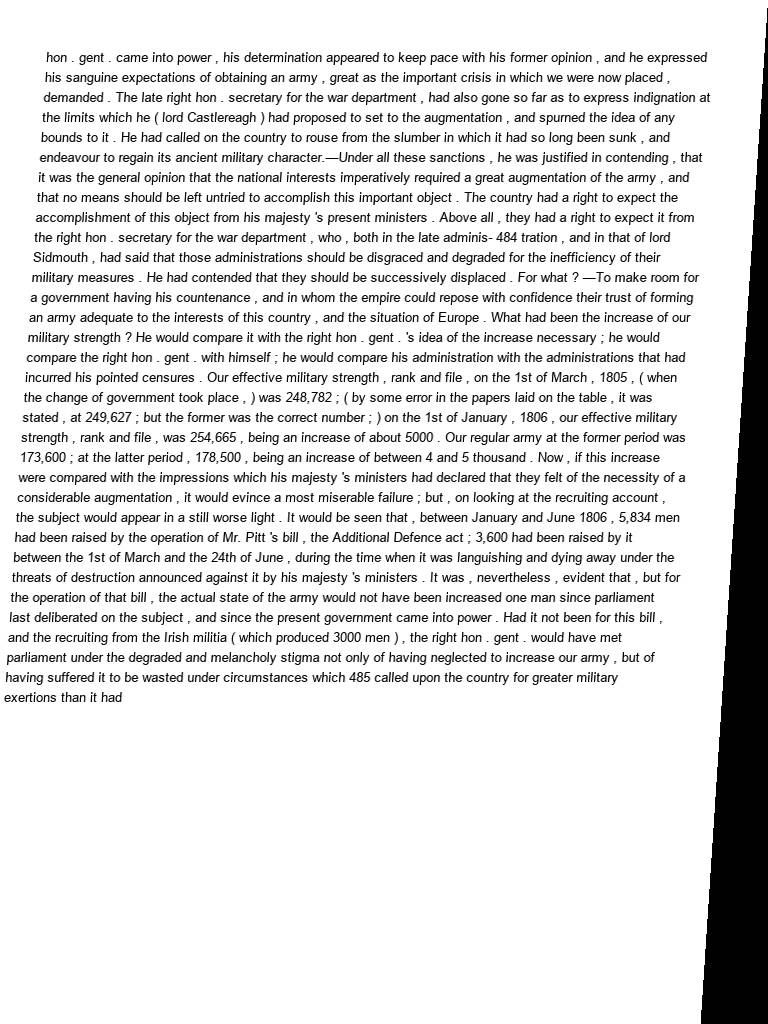 hon . gent . came into power , his determination appeared to keep pace with his former opinion , and he expressed
his sanguine expectations of obtaining an army , great as the important crisis in which we were now placed ,
demanded . The late right hon . secretary for the war department , had also gone so far as to express indignation at
the limits which he ( lord Castlereagh ) had proposed to set to the augmentation , and spurned the idea of any
bounds to it . He had called on the country to rouse from the slumber in which it had so long been sunk , and
endeavour to regain its ancient military character.—Under all these sanctions , he was justified in contending , that
it was the general opinion that the national interests imperatively required a great augmentation of the army , and
that no means should be left untried to accomplish this important object . The country had a right to expect the
accomplishment of this object from his majesty 's present ministers . Above all , they had a right to expect it from
the right hon . secretary for the war department , who , both in the late adminis- 484 tration , and in that of lord
Sidmouth , had said that those administrations should be disgraced and degraded for the inefficiency of their
military measures . He had contended that they should be successively displaced . For what ? —To make room for
a government having his countenance , and in whom the empire could repose with confidence their trust of forming
an army adequate to the interests of this country , and the situation of Europe . What had been the increase of our
military strength ? He would compare it with the right hon . gent . 's idea of the increase necessary ; he would
compare the right hon . gent . with himself ; he would compare his administration with the administrations that had
incurred his pointed censures . Our effective military strength , rank and file , on the 1st of March , 1805 , ( when
the change of government took place , ) was 248,782 ; ( by some error in the papers laid on the table , it was
stated , at 249,627 ; but the former was the correct number ; ) on the 1st of January , 1806 , our effective military
strength , rank and file , was 254,665 , being an increase of about 5000 . Our regular army at the former period was
173,600 ; at the latter period , 178,500 , being an increase of between 4 and 5 thousand . Now , if this increase
were compared with the impressions which his majesty 's ministers had declared that they felt of the necessity of a
considerable augmentation , it would evince a most miserable failure ; but , on looking at the recruiting account ,
the subject would appear in a still worse light . It would be seen that , between January and June 1806 , 5,834 men
had been raised by the operation of Mr. Pitt 's bill , the Additional Defence act ; 3,600 had been raised by it
between the 1st of March and the 24th of June , during the time when it was languishing and dying away under the
threats of destruction announced against it by his majesty 's ministers . It was , nevertheless , evident that , but for
the operation of that bill , the actual state of the army would not have been increased one man since parliament
last deliberated on the subject , and since the present government came into power . Had it not been for this bill ,
and the recruiting from the Irish militia ( which produced 3000 men ) , the right hon . gent . would have met
parliament under the degraded and melancholy stigma not only of having neglected to increase our army , but of
having suffered it to be wasted under circumstances which 485 called upon the country for greater military
exertions than it had